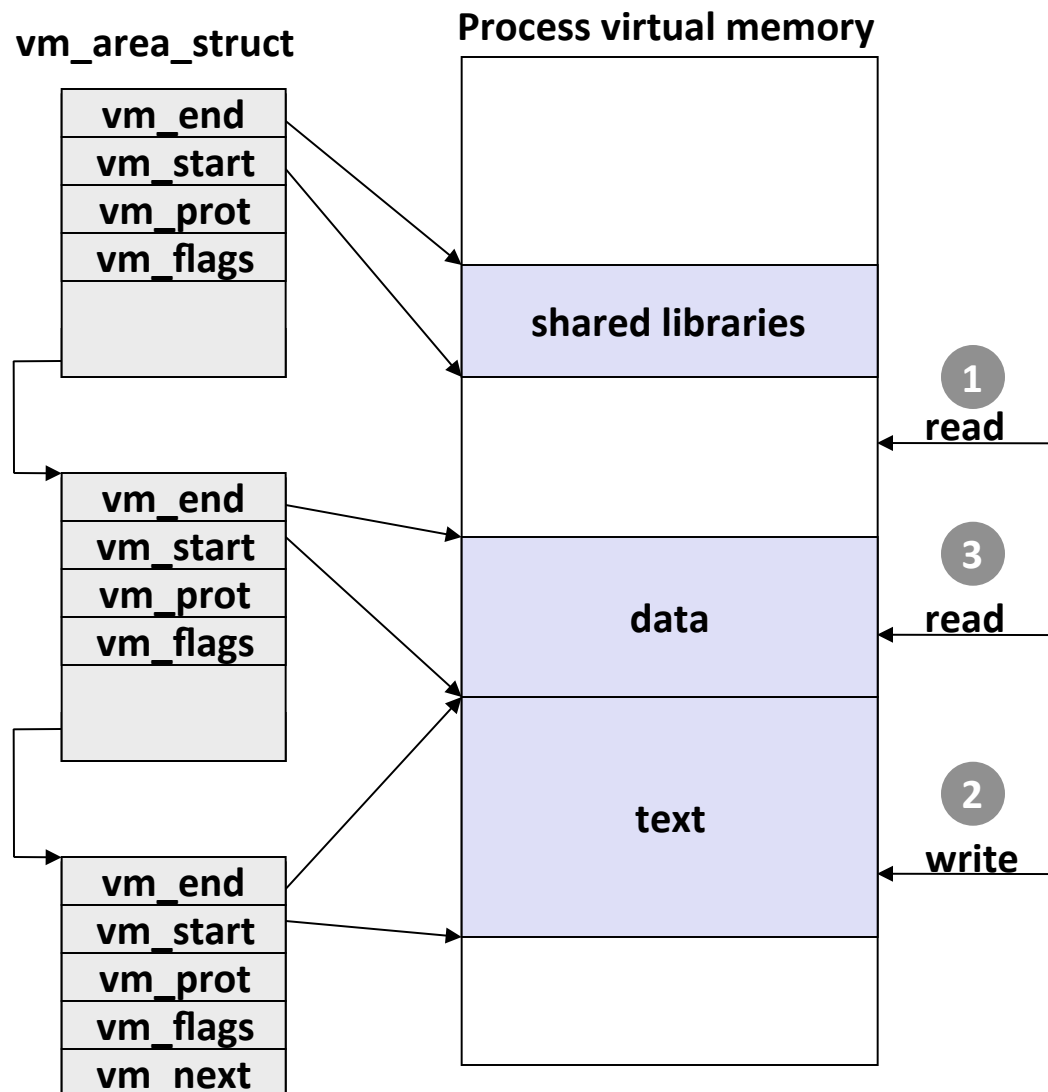 Process virtual memory
vm_area_struct
vm_end
vm_start
vm_prot
vm_flags
shared libraries
1
read
vm_end
vm_start
vm_prot
vm_flags
data
3
read
text
2
write
vm_end
vm_start
vm_prot
vm_flags
vm_next